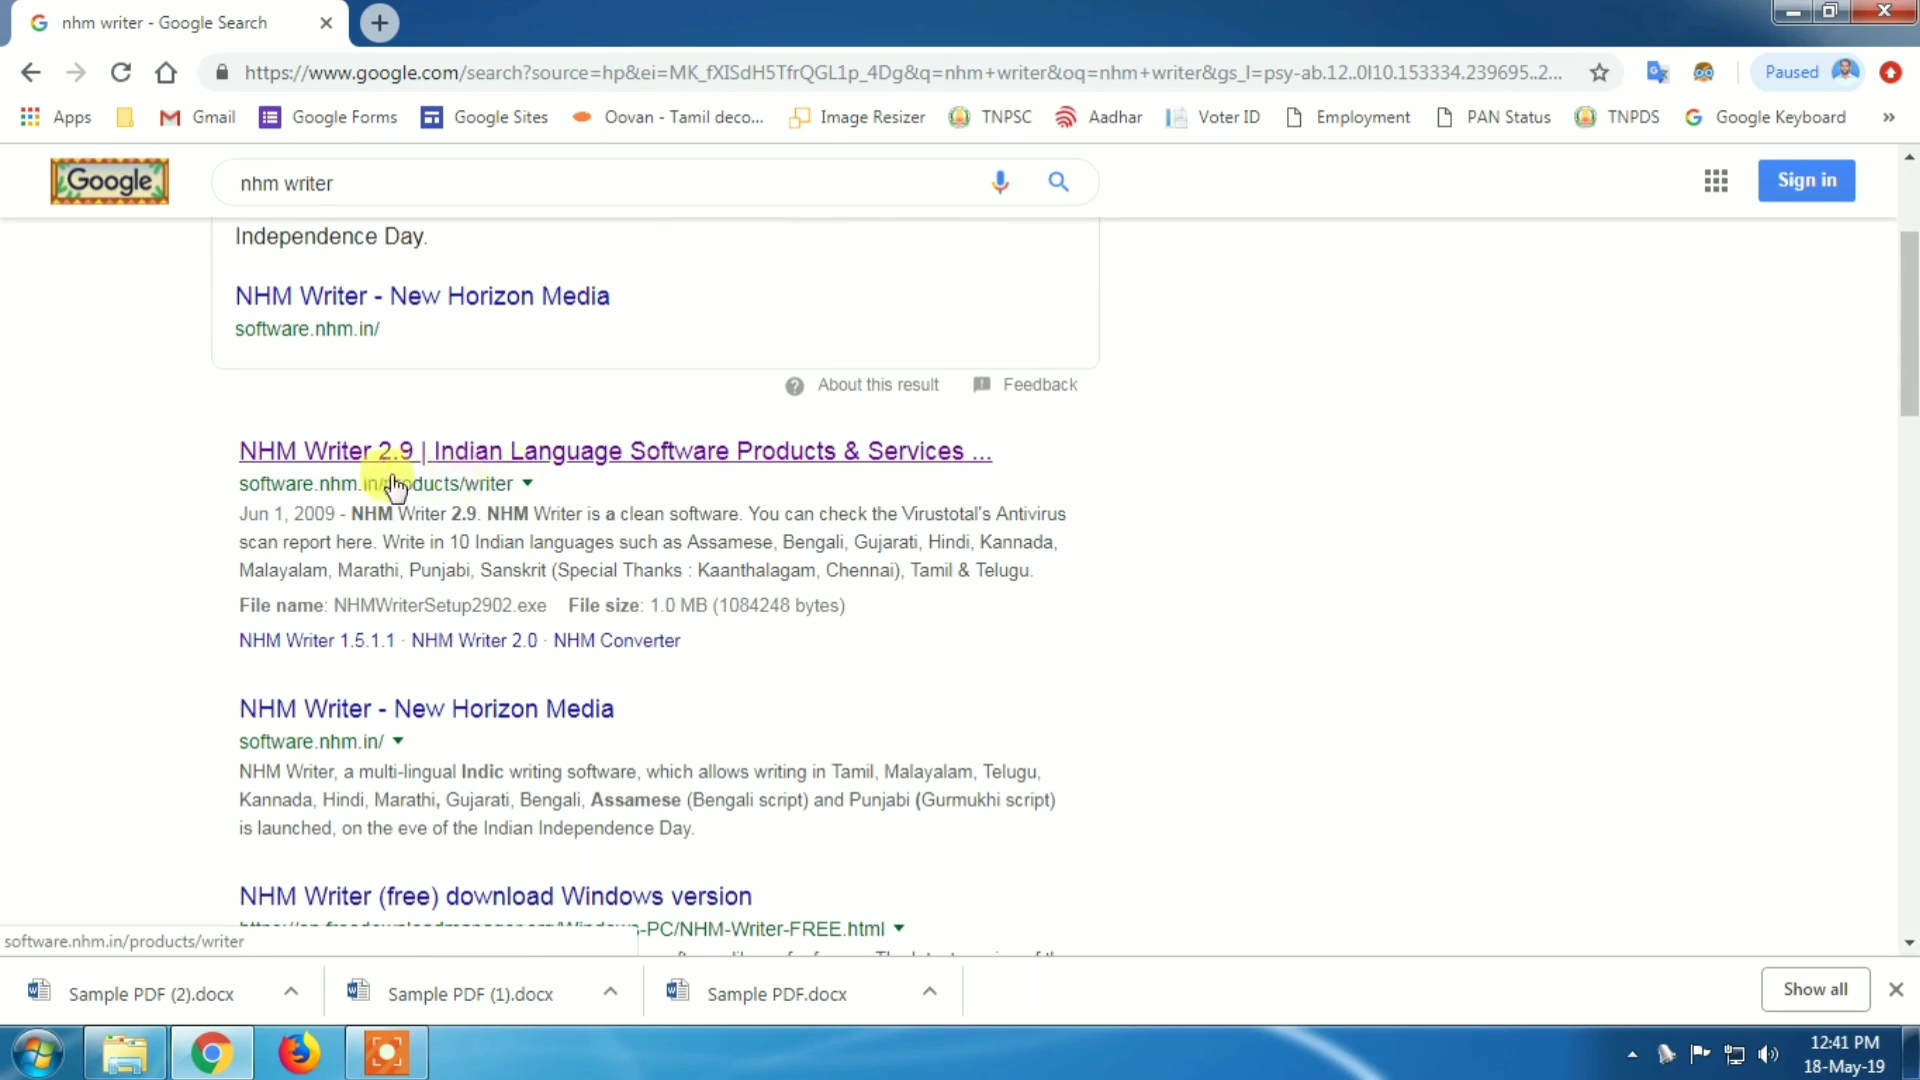 nhm writer - Google Search
https://www.google.com/search?source=hp&ei=MK_fXISdH5TfrQGL1p_4Dg&q=nhm+writer&oq=nhm+writer&gs_l=psy-ab.12..0l10.153334.239695..2...
Paused
Apps Gmail Google Forms Google Sites Oovan - Tamil deco... Image Resizer TNPSC Aadhar Voter ID Employment PAN Status TNPDS Google Keyboard »
Google nhm writer Sign in
Independence Day.
NHM Writer - New Horizon Media
software.nhm.in/
About this result Feedback
NHM Writer 2.9 | Indian Language Software Products & Services ...
software.nhm.in/products/writer
Jun 1, 2009 - NHM Writer 2.9. NHM Writer is a clean software. You can check the Virustotal's Antivirus
scan report here. Write in 10 Indian languages such as Assamese, Bengali, Gujarati, Hindi, Kannada,
Malayalam, Marathi, Punjabi, Sanskrit (Special Thanks : Kaanthalagam, Chennai), Tamil & Telugu.
File name: NHMWriterSetup2902.exe File size: 1.0 MB (1084248 bytes)
NHM Writer 1.5.1.1 · NHM Writer 2.0 · NHM Converter
NHM Writer - New Horizon Media
software.nhm.in/
NHM Writer, a multi-lingual Indic writing software, which allows writing in Tamil, Malayalam, Telugu,
Kannada, Hindi, Marathi, Gujarati, Bengali, Assamese (Bengali script) and Punjabi (Gurmukhi script)
is launched, on the eve of the Indian Independence Day.
NHM Writer (free) download Windows version
-PC/NHM-Writer-FREE.html
software.nhm.in/products/writer
Sample PDF (2).docx Sample PDF (1).docx Sample PDF.docx Show all
12:41 PM
18-May-19